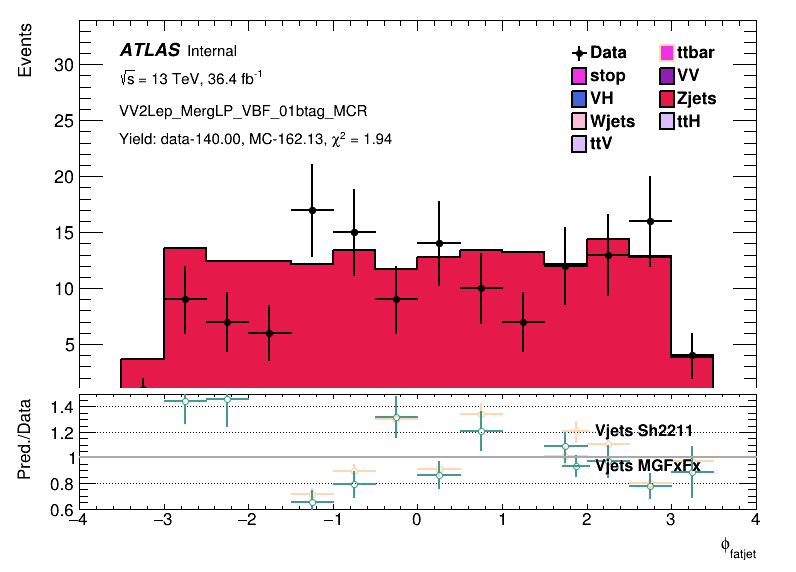 Events
ATLAS Internal
√s = 13 TeV, 36.4 fb⁻¹
VV2Lep_MergLP_VBF_01btag_MCR
Yield: data-140.00, MC-162.13, χ² = 1.94
Data ttbar
stop VV
VH Zjets
Wjets ttH
ttV
30
25
20
15
10
5
Pred./Data
1.4
1.2
1
0.8
0.6
Vjets Sh2211
Vjets MGFxFx
−4 −3 −2 −1 0 1 2 3 4
ϕ_fatjet